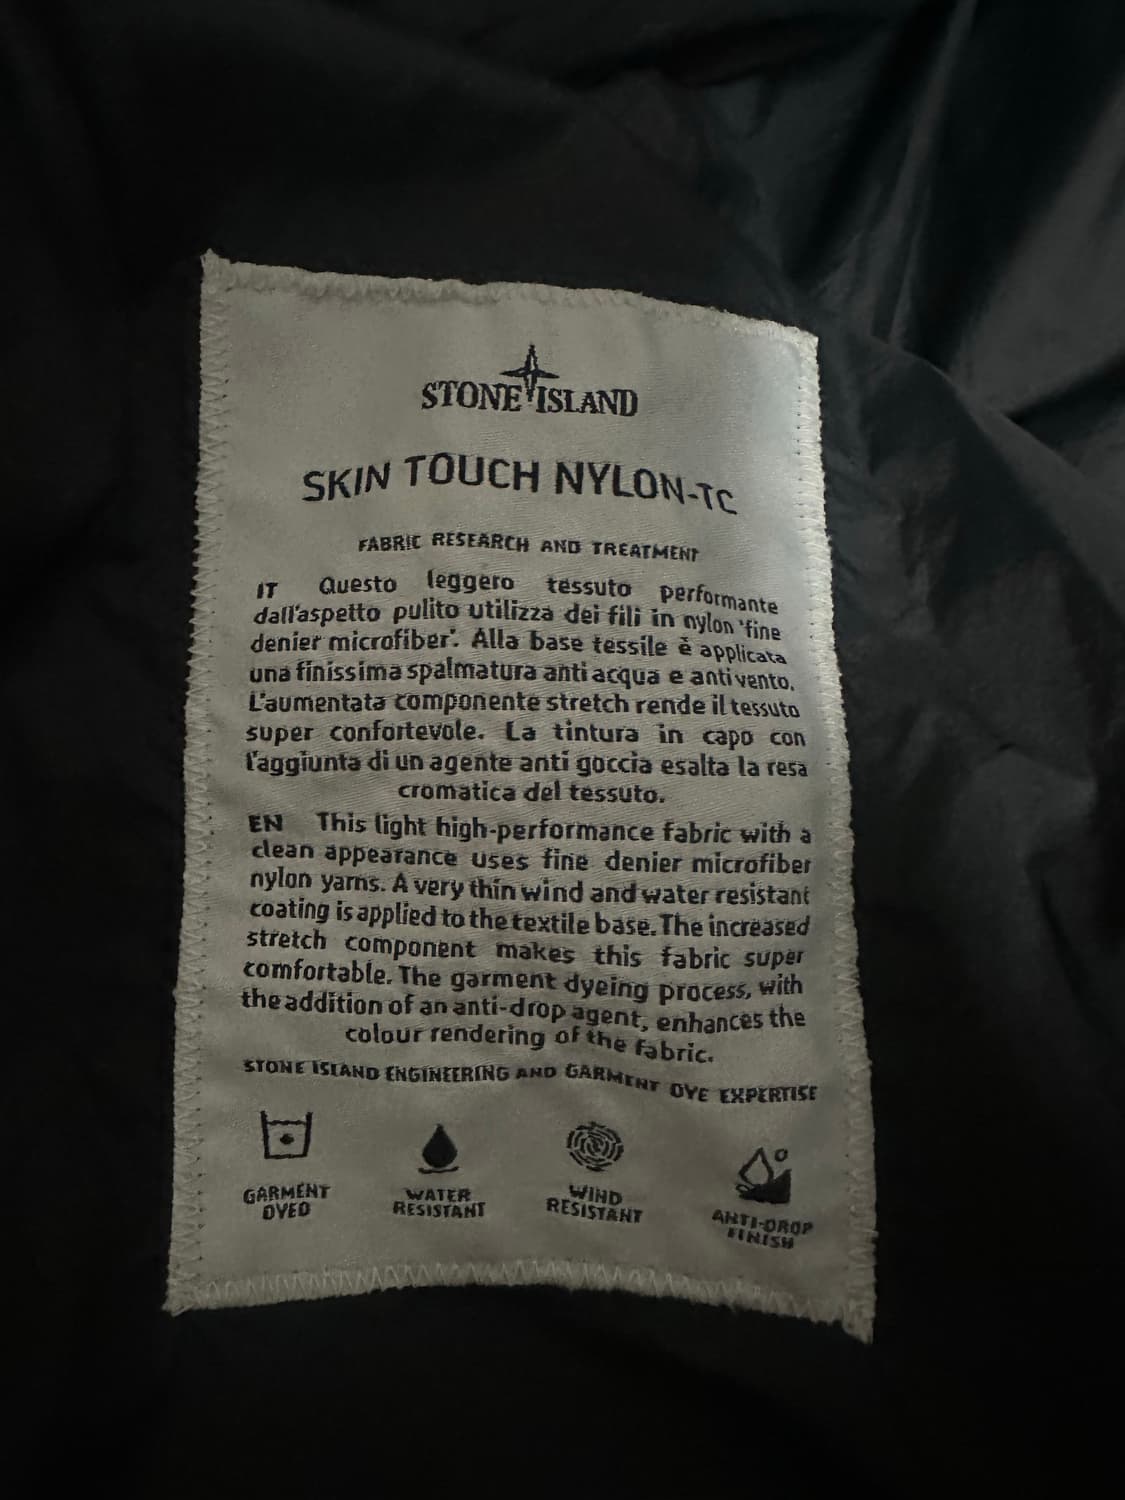 STONE ISLAND
SKIN TOUCH NYLON-TC
FABRIC RESEARCH AND TREATMENT
IT Questo leggero tessuto performante
dall'aspetto pulito utilizza dei fili in nylon 'fine
denier microfiber'. Alla base tessile è applicata
una finissima spalmatura anti acqua e anti vento.
L'aumentata componente stretch rende il tessuto
super confortevole. La tintura in capo con
l'aggiunta di un agente anti goccia esalta la resa
cromatica del tessuto.
EN This light high-performance fabric with a
clean appearance uses fine denier microfiber
nylon yarns. A very thin wind and water resistant
coating is applied to the textile base. The increased
stretch component makes this fabric super
comfortable. The garment dyeing process, with
the addition of an anti-drop agent, enhances the
colour rendering of the fabric.
STONE ISLAND ENGINEERING AND GARMENT DYE EXPERTISE
GARMENT
DYED
WATER
RESISTANT
WIND
RESISTANT
ANTI-DROP
FINISH